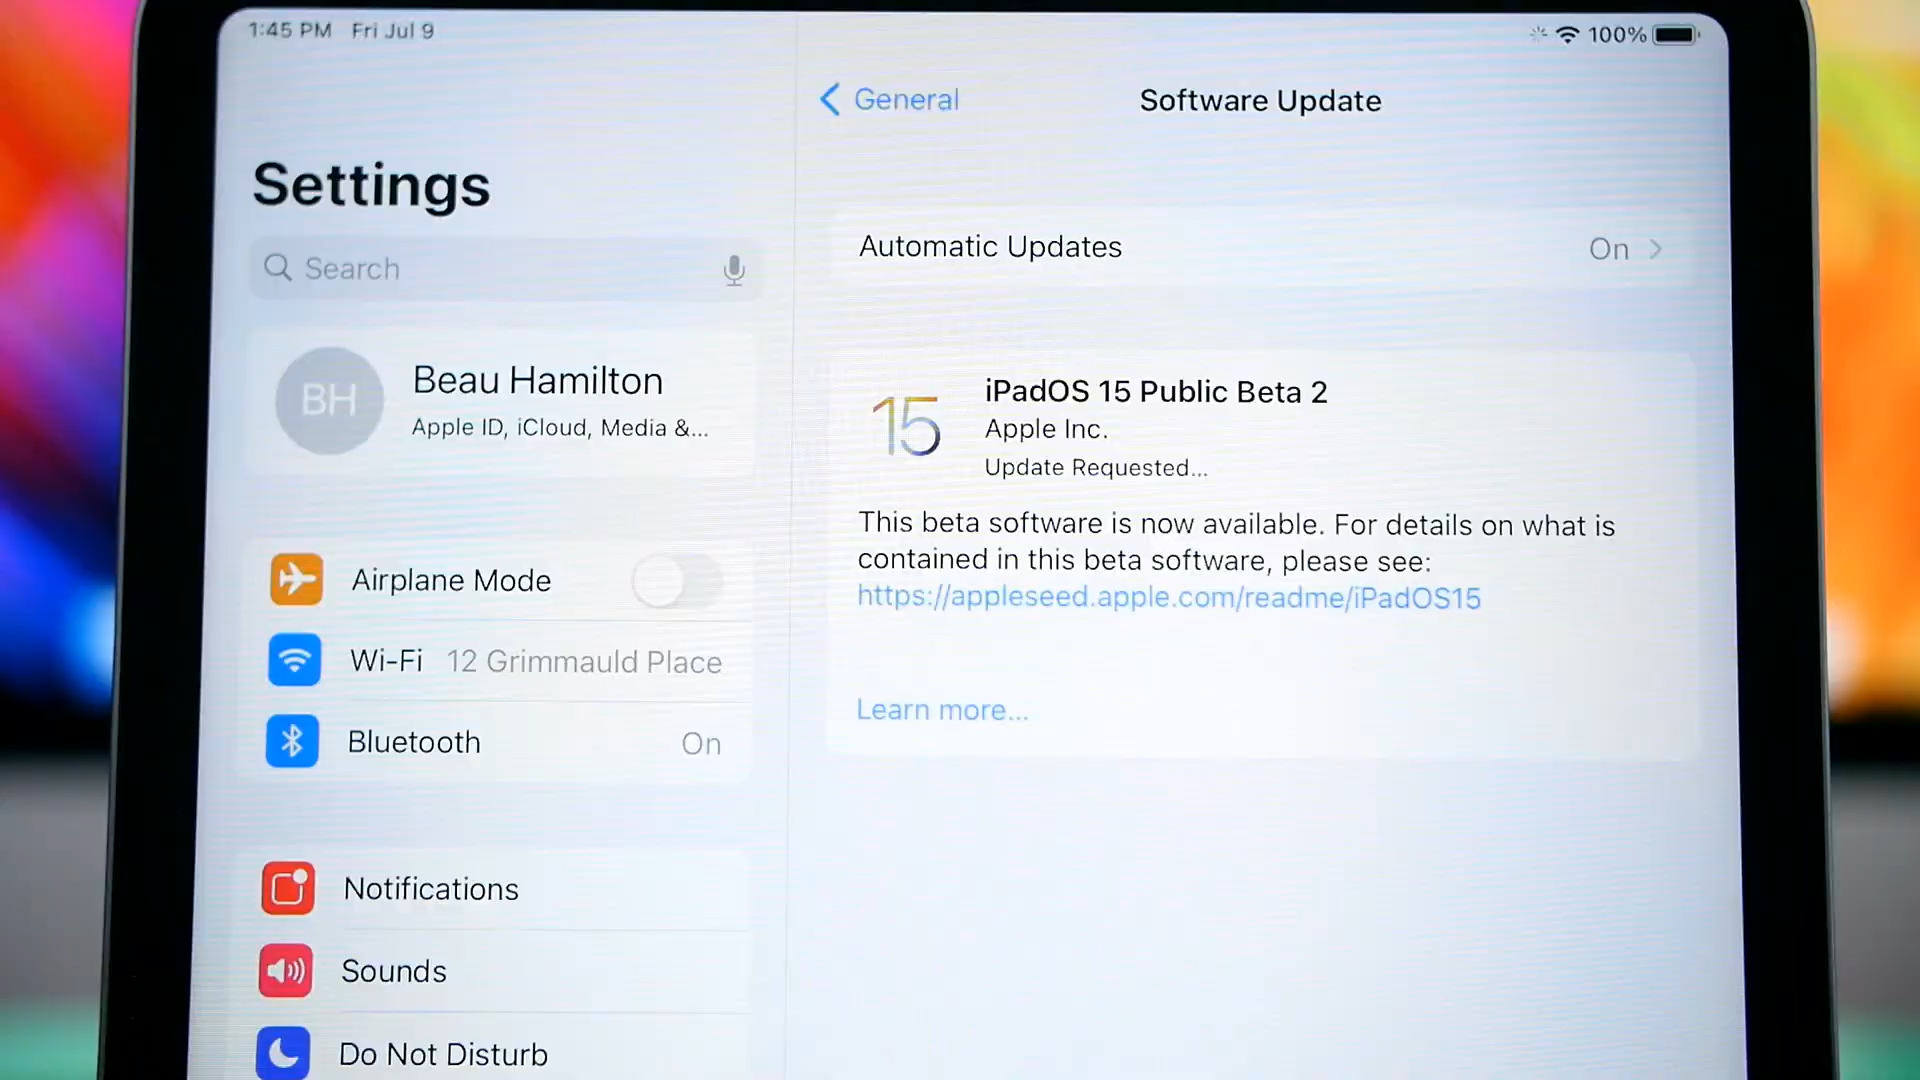 1:45 PM Fri Jul 9
100%
Settings
Search
BH
Beau Hamilton
Apple ID, iCloud, Media &...
Airplane Mode
Wi-Fi 12 Grimmauld Place
Bluetooth On
Notifications
Sounds
Do Not Disturb
General
Software Update
Automatic Updates On
15
iPadOS 15 Public Beta 2
Apple Inc.
Update Requested...
This beta software is now available. For details on what is
contained in this beta software, please see:
https://appleseed.apple.com/readme/iPadOS15
Learn more...